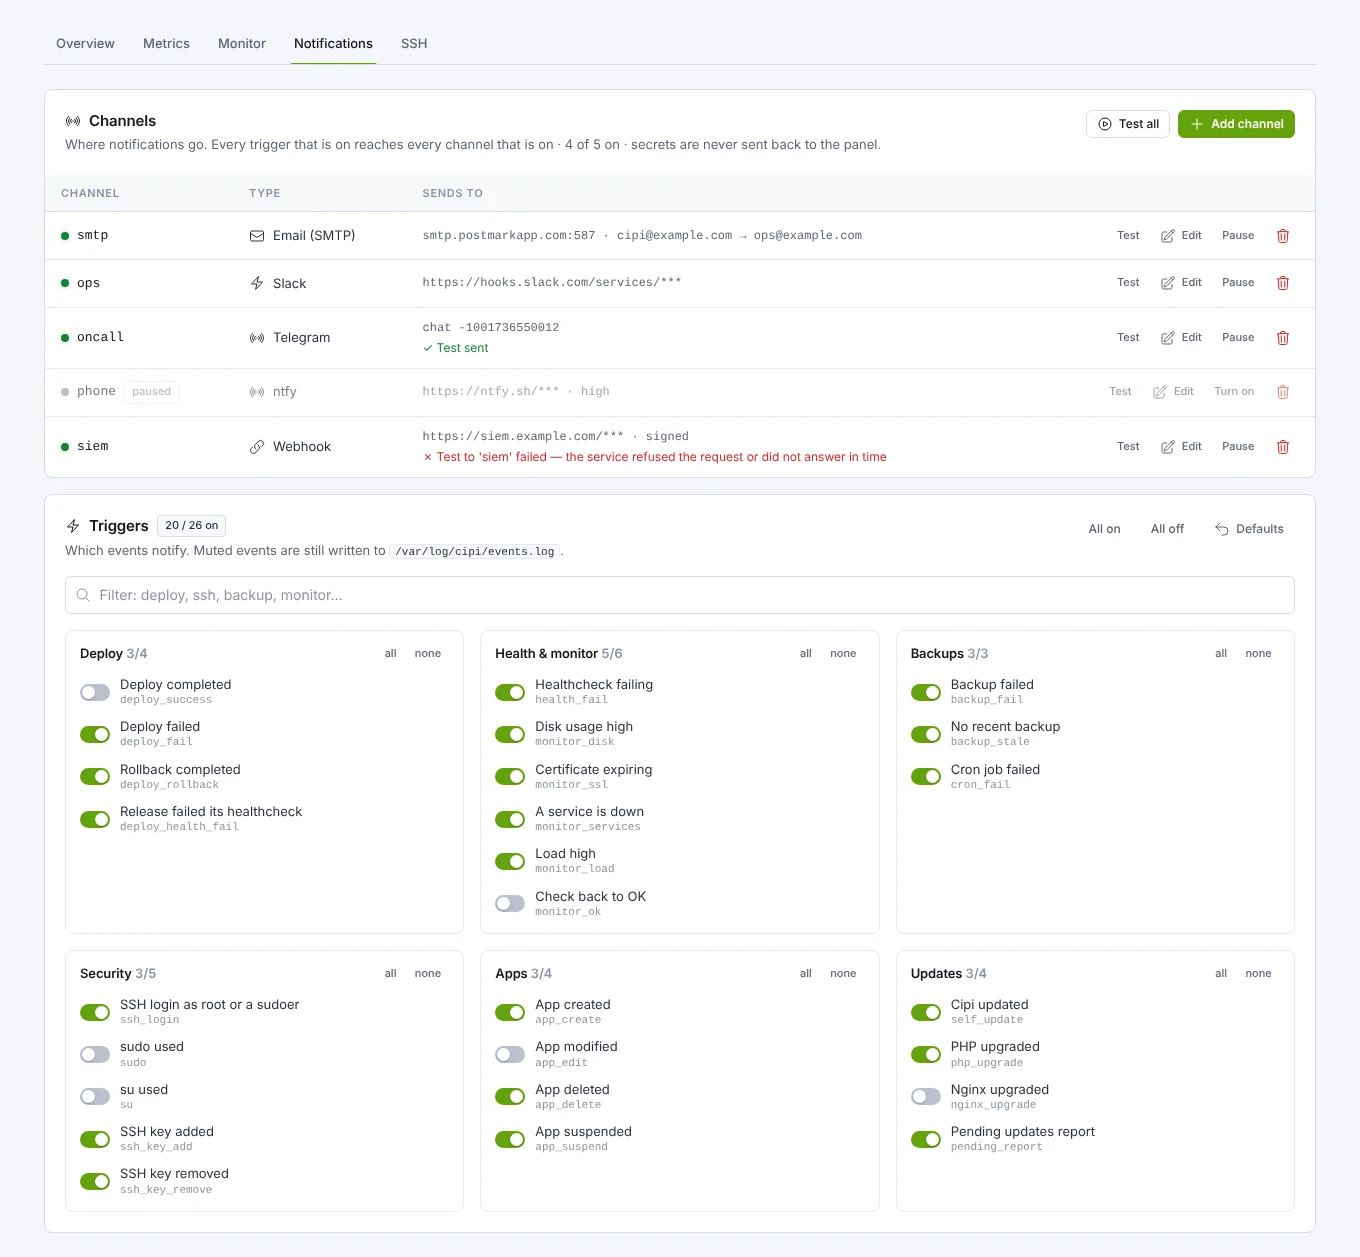 Overview Metrics Monitor Notifications SSH
Channels
Test all
Add channel
Where notifications go. Every trigger that is on reaches every channel that is on · 4 of 5 on · secrets are never sent back to the panel.
CHANNEL TYPE SENDS TO
smtp Email (SMTP) smtp.postmarkapp.com:587 · cipi@example.com → ops@example.com Test Edit Pause
ops Slack https://hooks.slack.com/services/*** Test Edit Pause
oncall Telegram chat -1001736550012 Test Edit Pause
✓ Test sent
phone paused ntfy https://ntfy.sh/*** · high Test Edit Turn on
siem Webhook https://siem.example.com/*** · signed Test Edit Pause
× Test to 'siem' failed — the service refused the request or did not answer in time
Triggers 20 / 26 on
All on All off Defaults
Which events notify. Muted events are still written to /var/log/cipi/events.log.
Filter: deploy, ssh, backup, monitor...
Deploy 3/4 all none
Deploy completed
deploy_success
Deploy failed
deploy_fail
Rollback completed
deploy_rollback
Release failed its healthcheck
deploy_health_fail
Health & monitor 5/6 all none
Healthcheck failing
health_fail
Disk usage high
monitor_disk
Certificate expiring
monitor_ssl
A service is down
monitor_services
Load high
monitor_load
Check back to OK
monitor_ok
Backups 3/3 all none
Backup failed
backup_fail
No recent backup
backup_stale
Cron job failed
cron_fail
Security 3/5 all none
SSH login as root or a sudoer
ssh_login
sudo used
sudo
su used
su
SSH key added
ssh_key_add
SSH key removed
ssh_key_remove
Apps 3/4 all none
App created
app_create
App modified
app_edit
App deleted
app_delete
App suspended
app_suspend
Updates 3/4 all none
Cipi updated
self_update
PHP upgraded
php_upgrade
Nginx upgraded
nginx_upgrade
Pending updates report
pending_report